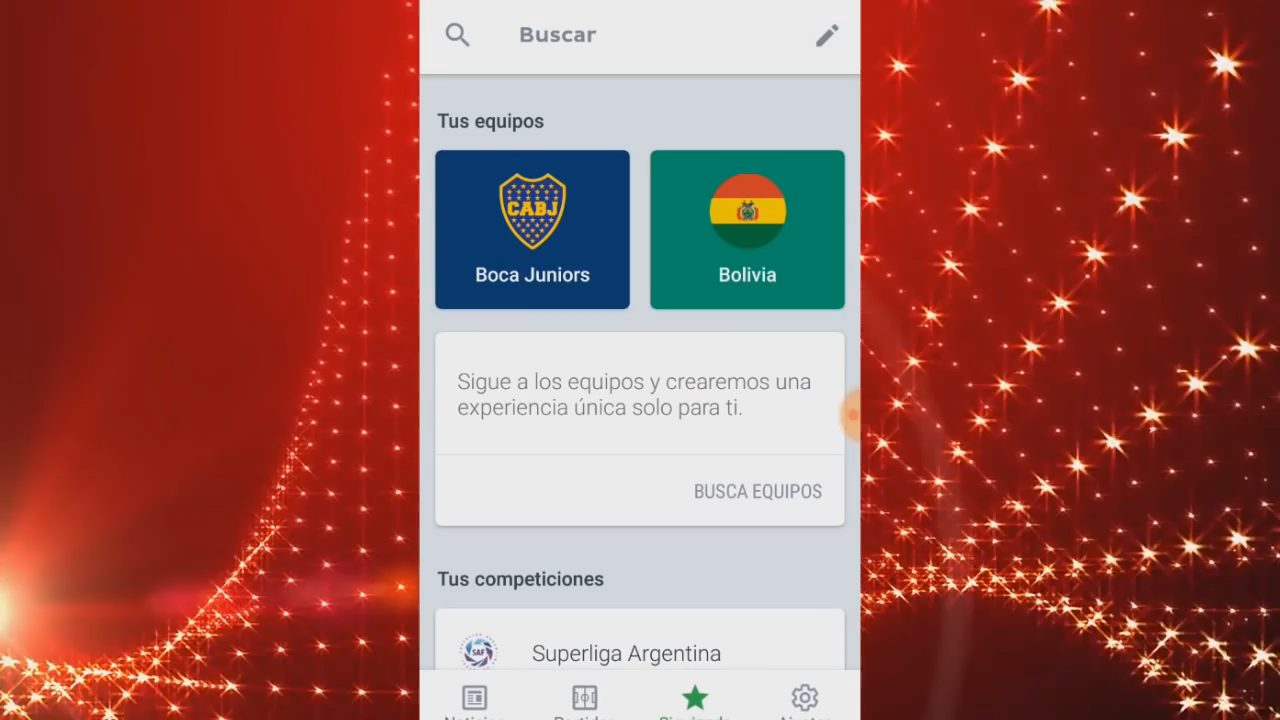 Buscar
Tus equipos
CABJ
Boca Juniors
Bolivia
Sigue a los equipos y crearemos una
experiencia única solo para ti.
BUSCA EQUIPOS
Tus competiciones
SAF
Superliga Argentina